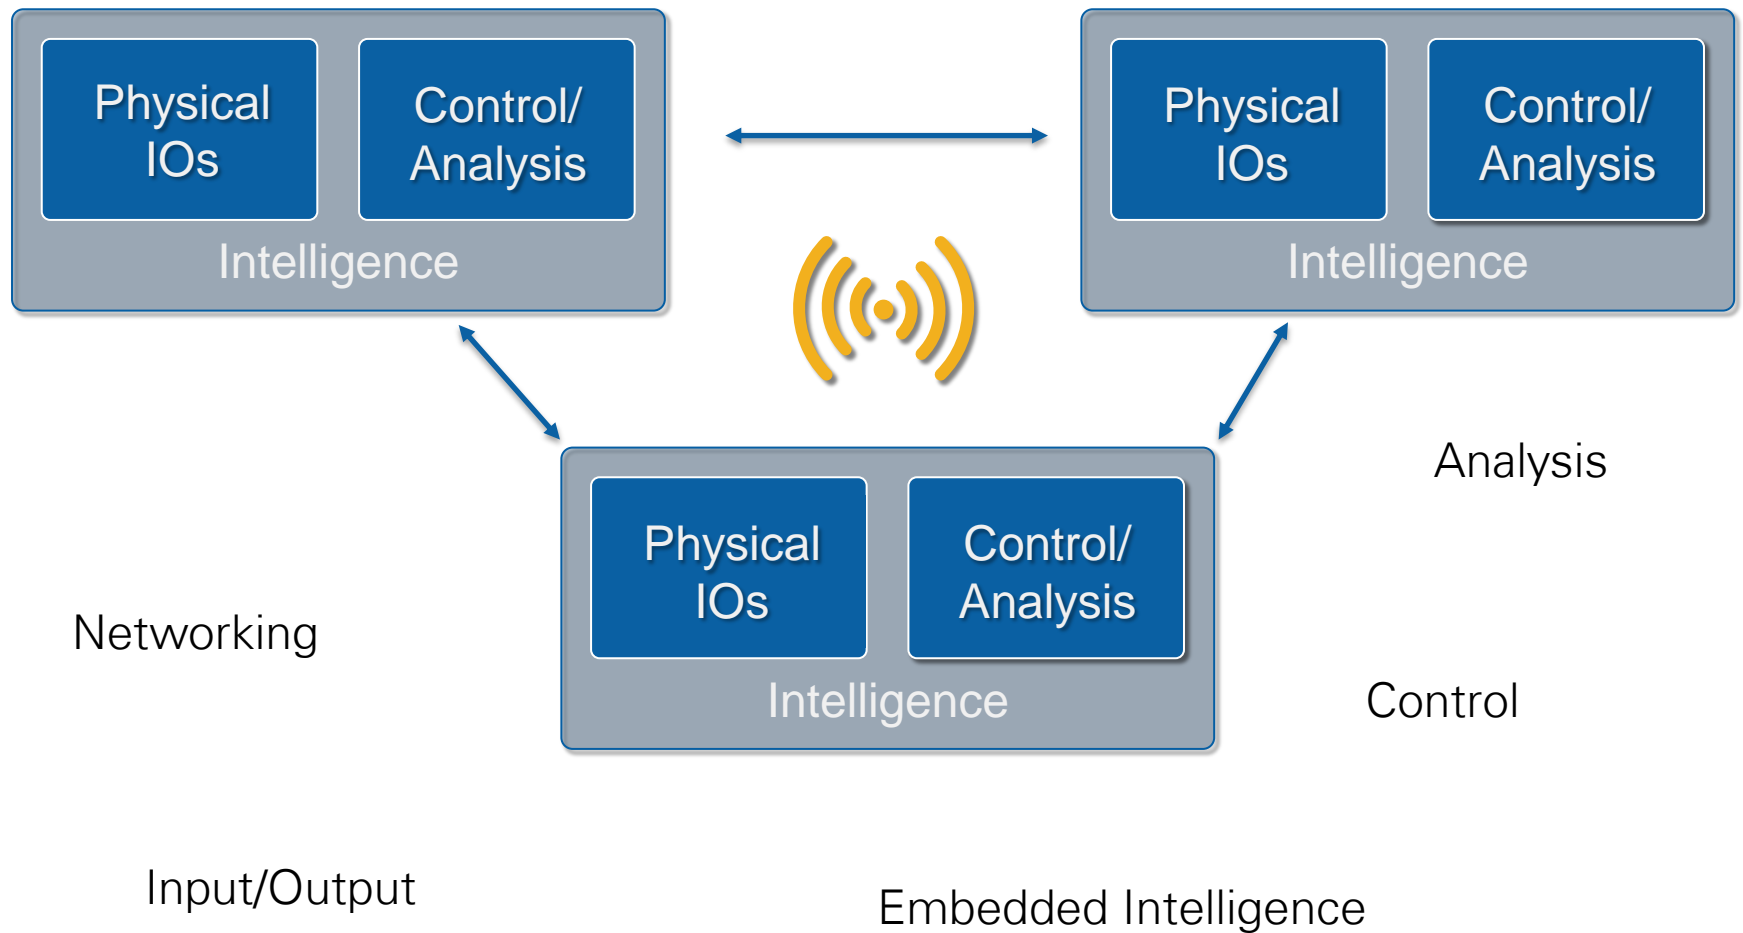 Physical
IOs
Control/
Analysis
Intelligence
Physical
IOs
Control/
Analysis
Intelligence
Physical
IOs
Control/
Analysis
Intelligence
Analysis
Networking
Control
Input/Output
Embedded Intelligence